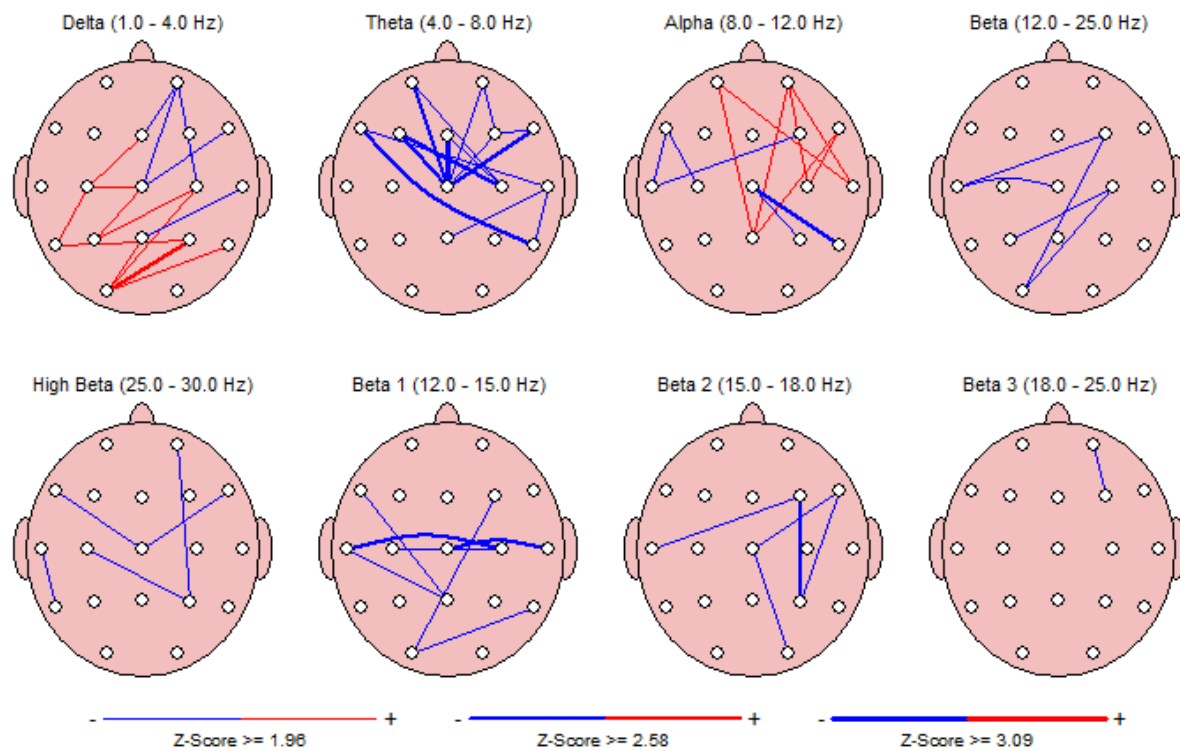 Delta (1.0 - 4.0 Hz) Theta (4.0 - 8.0 Hz) Alpha (8.0 - 12.0 Hz) Beta (12.0 - 25.0 Hz)
High Beta (25.0 - 30.0 Hz) Beta 1 (12.0 - 15.0 Hz) Beta 2 (15.0 - 18.0 Hz) Beta 3 (18.0 - 25.0 Hz)
- + - + - +
Z-Score >= 1.96 Z-Score >= 2.58 Z-Score >= 3.09